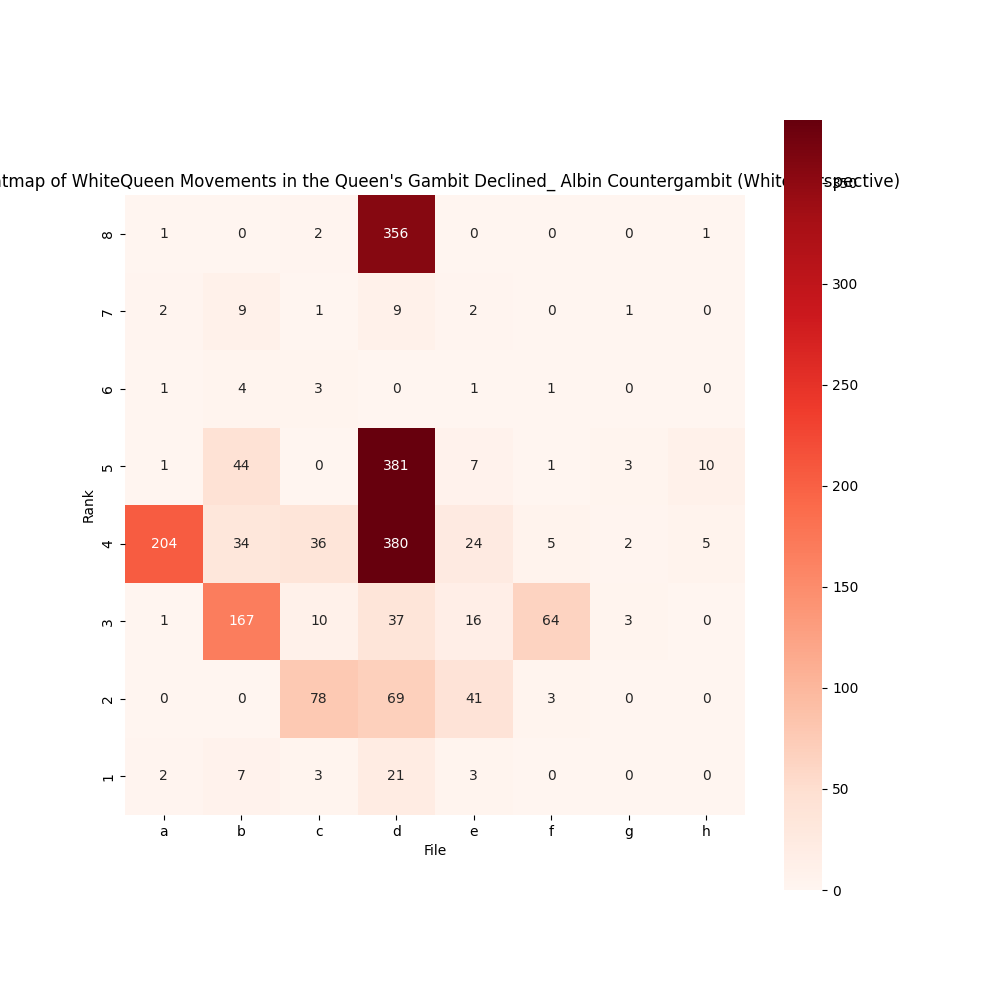 tmap of WhiteQueen Movements in the Queen's Gambit Declined_ Albin Countergambit (White spective)
8 1 0 2 356 0 0 0 1
7 2 9 1 9 2 0 1 0
6 1 4 3 0 1 1 0 0
5 1 44 0 381 7 1 3 10
4 204 34 36 380 24 5 2 5
3 1 167 10 37 16 64 3 0
2 0 0 78 69 41 3 0 0
1 2 7 3 21 3 0 0 0
a b c d e f g h
File
Rank
300
250
200
150
100
50
0